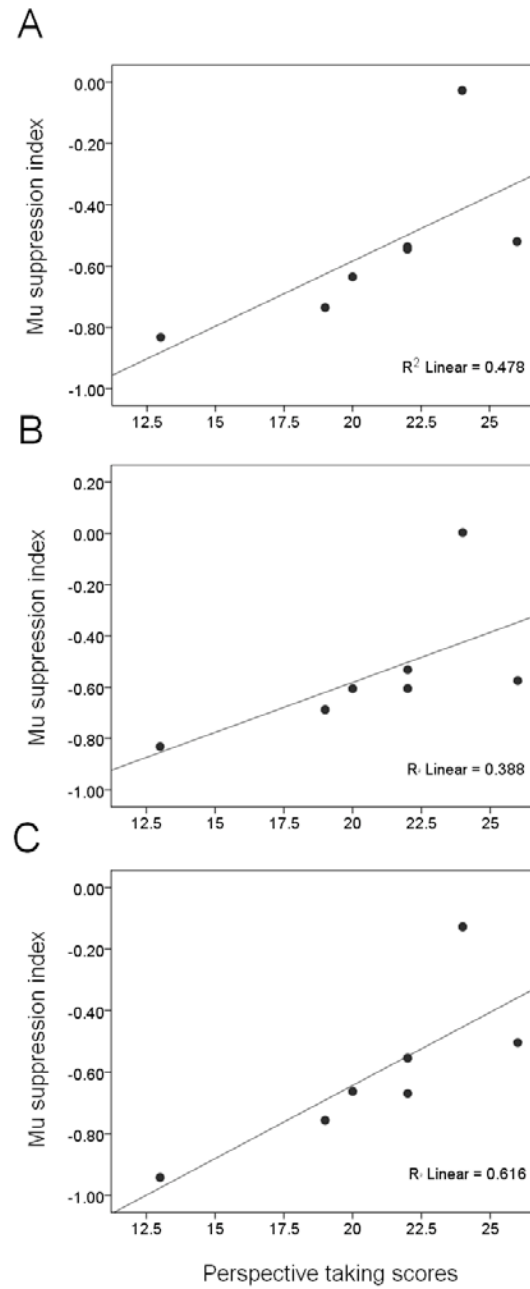 A
Mu suppression index
0.00
-0.20
-0.40
-0.60
-0.80
-1.00
R² Linear = 0.478
12.5 15 17.5 20 22.5 25
B
Mu suppression index
0.20
0.00
-0.20
-0.40
-0.60
-0.80
-1.00
R Linear = 0.388
12.5 15 17.5 20 22.5 25
C
Mu suppression index
0.00
-0.20
-0.40
-0.60
-0.80
-1.00
R Linear = 0.616
12.5 15 17.5 20 22.5 25
Perspective taking scores